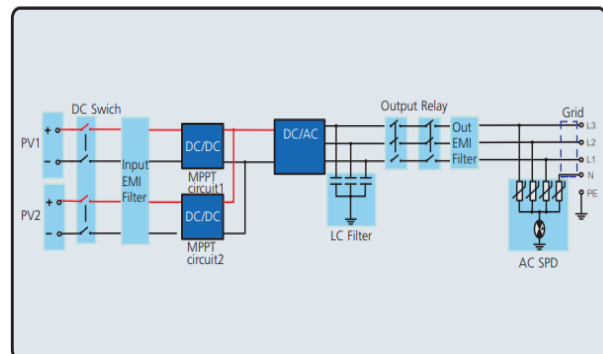 DC Swich
PV1
+
-
PV2
+
-
Input
EMI
Filter
DC/DC
MPPT
circuit1
DC/DC
MPPT
circuit2
DC/AC
LC Filter
Output Relay
Out
EMI
Filter
Grid
L3
L2
L1
N
PE
AC SPD